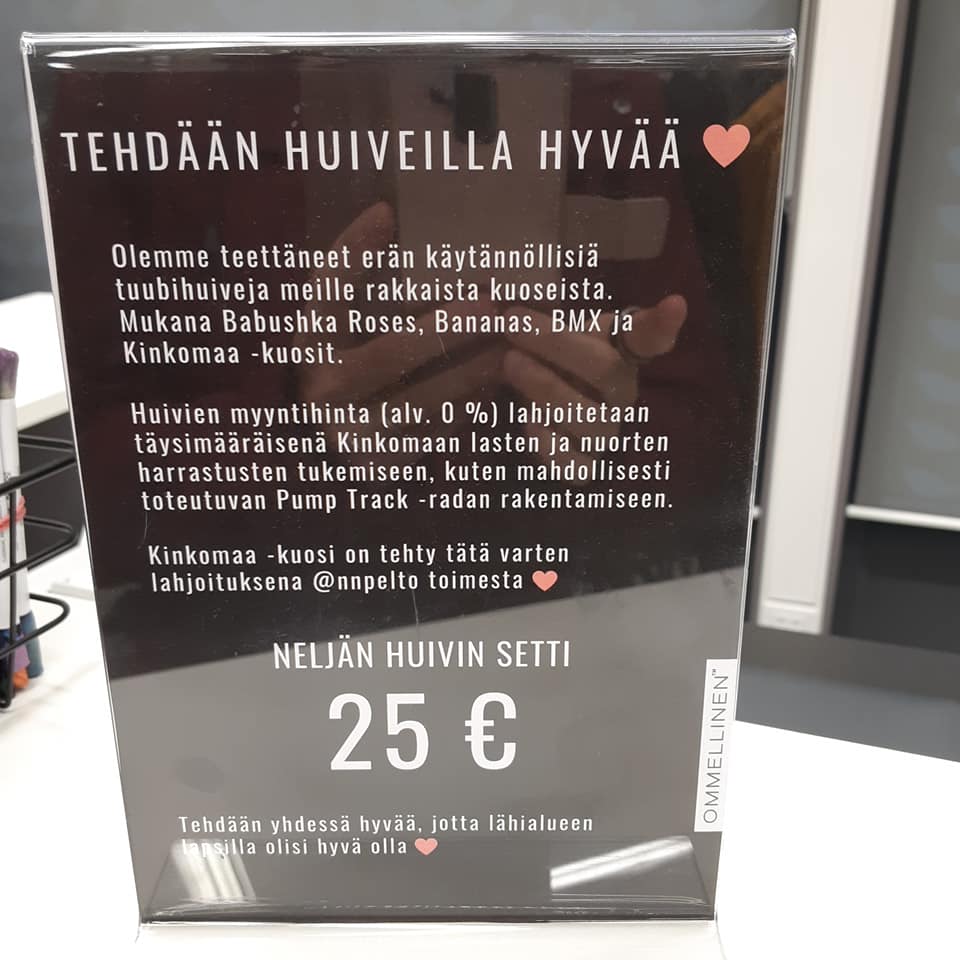 TEHDÄÄN HUIVEILLA HYVÄÄ
Olemme teettäneet erän käytännöllisiä
tuubihuiveja meille rakkaista kuoseista.
Mukana Babushka Roses, Bananas, BMX ja
Kinkomaa -kuosit.
Huivien myyntihinta (alv. 0 %) lahjoitetaan
täysimääräisenä Kinkomaan lasten ja nuorten
harrastusten tukemiseen, kuten mahdollisesti
toteutuvan Pump Track -radan rakentamiseen.
Kinkomaa -kuosi on tehty tätä varten
lahjoituksena @nnpelto toimesta
NELJÄN HUIVIN SETTI
25 €
OMMELLINEN™
Tehdään yhdessä hyvää, jotta lähialueen
lapsilla olisi hyvä olla